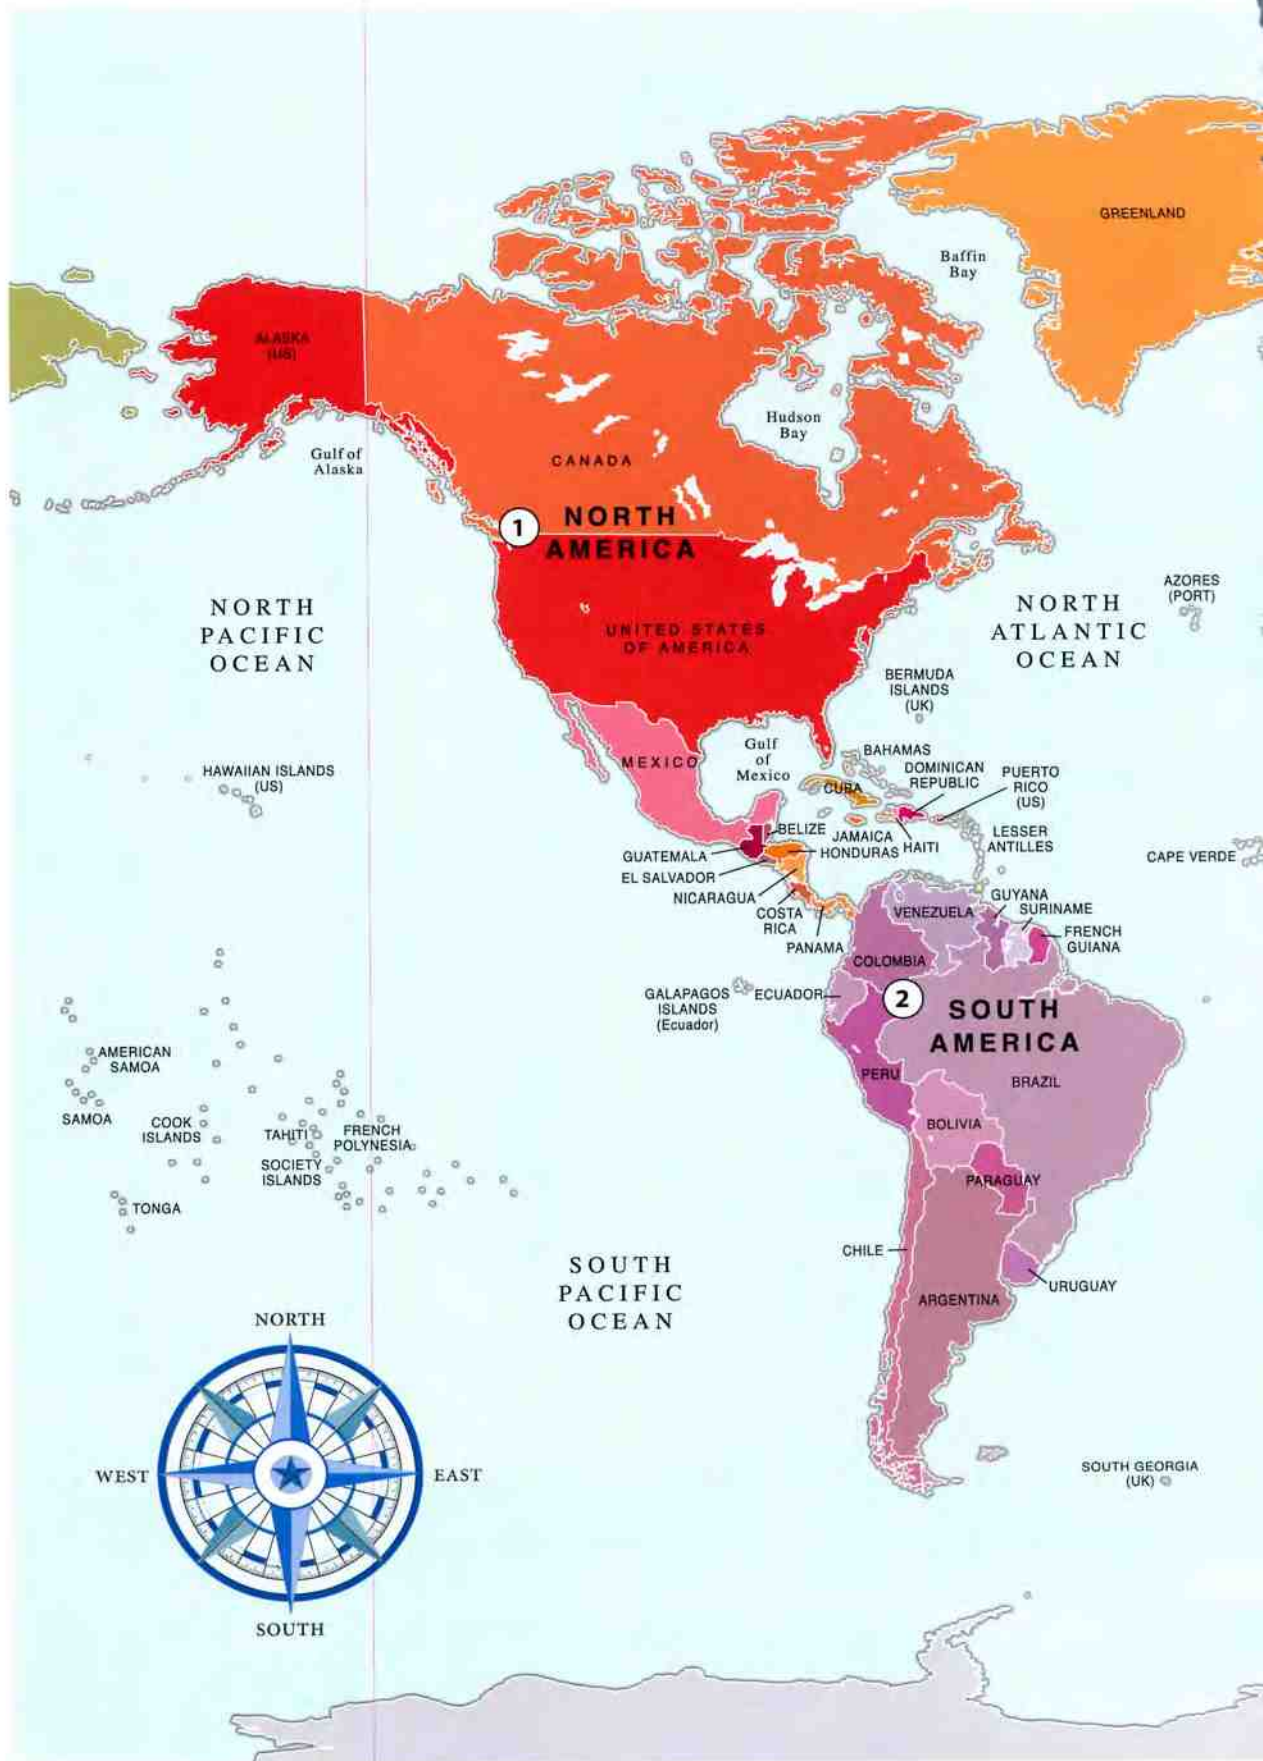 GREENLAND
Baffin
Bay
ALASKA
(US)
Hudson
Bay
Gulf of
Alaska
CANADA
1
NORTH
AMERICA
NORTH
PACIFIC
OCEAN
UNITED STATES
OF AMERICA
NORTH
ATLANTIC
OCEAN
AZORES
(PORT)
BERMUDA
ISLANDS
(UK)
HAWAIIAN ISLANDS
(US)
MEXICO
Gulf
of
Mexico
BAHAMAS
CUBA
DOMINICAN
REPUBLIC
PUERTO
RICO
(US)
BELIZE
JAMAICA
HAITI
LESSER
ANTILLES
GUATEMALA
HONDURAS
EL SALVADOR
NICARAGUA
COSTA
RICA
PANAMA
CAPE VERDE
VENEZUELA
GUYANA
SURINAME
FRENCH
GUIANA
COLOMBIA
GALAPAGOS
ISLANDS
(Ecuador)
ECUADOR
2
SOUTH
AMERICA
PERU
BRAZIL
BOLIVIA
PARAGUAY
AMERICAN
SAMOA
SAMOA
COOK
ISLANDS
TAHITI
FRENCH
POLYNESIA
SOCIETY
ISLANDS
TONGA
CHILE
URUGUAY
ARGENTINA
SOUTH
PACIFIC
OCEAN
SOUTH GEORGIA
(UK)
NORTH
WEST
EAST
SOUTH